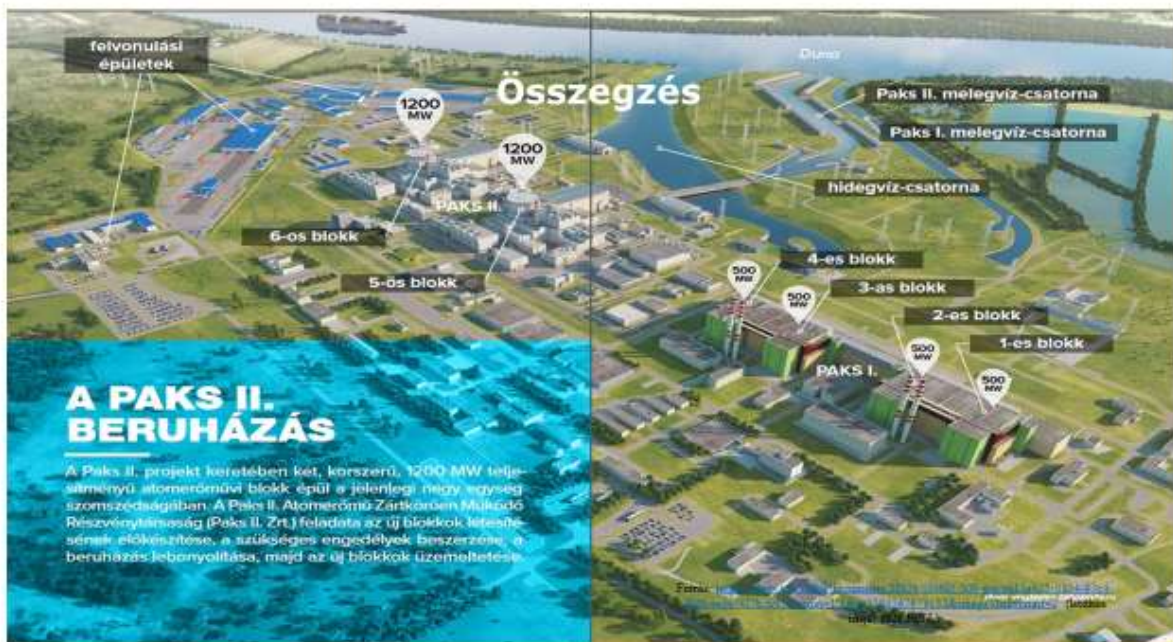 felvonulási
épületek
Összegzés
Duna
1200
MW
1200
MW
Paks II. melegvíz-csatorna
Paks I. melegvíz-csatorna
hidegvíz-csatorna
PAKS II.
6-os blokk
5-ös blokk
4-es blokk
500
MW
3-as blokk
500
MW
2-es blokk
500
MW
1-es blokk
500
MW
PAKS I.
A PAKS II.
BERUHÁZÁS
A Paks II. projekt keretében két, korszerű, 1200 MW telje-
sítményű atomerőművi blokk épül a jelenlegi négy egység
szomszédságában. A Paks II. Atomerőmű Zártkörűen Működő
Részvénytársaság (Paks II. Zrt.) feladata az új blokkok létesíté-
sének előkészítése, a szükséges engedélyek beszerzése, a
beruházás lebonyolítása, majd az új blokkok üzemeltetése.
Forrás: